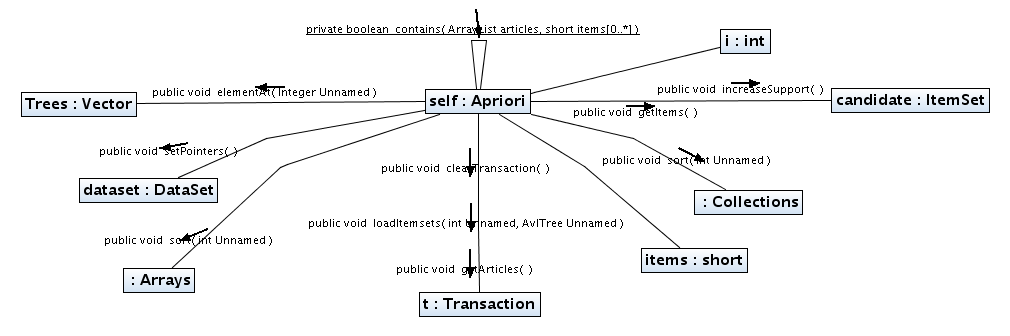 private boolean contains( ArrayList articles, short items[0..*] )
i : int
public void elementAt( Integer Unnamed )
public void increaseSupport( )
Trees : Vector
self : Apriori
candidate : ItemSet
public void getItems( )
public void setPointers( )
public void clearTransaction( )
public void sort( int Unnamed )
dataset : DataSet
: Collections
public void loadItemsets( int Unnamed, AvlTree Unnamed )
public void sort( int Unnamed )
items : short
public void getArticles( )
: Arrays
t : Transaction